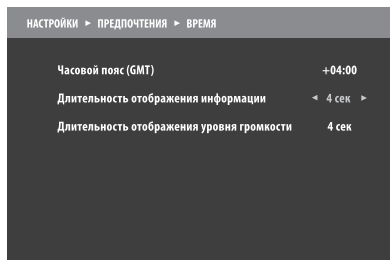 НАСТРОЙКИ ► ПРЕДПОЧТЕНИЯ ► ВРЕМЯ
Часовой пояс (GMT) +04:00
Длительность отображения информации ◄ 4 сек ►
Длительность отображения уровня громкости 4 сек